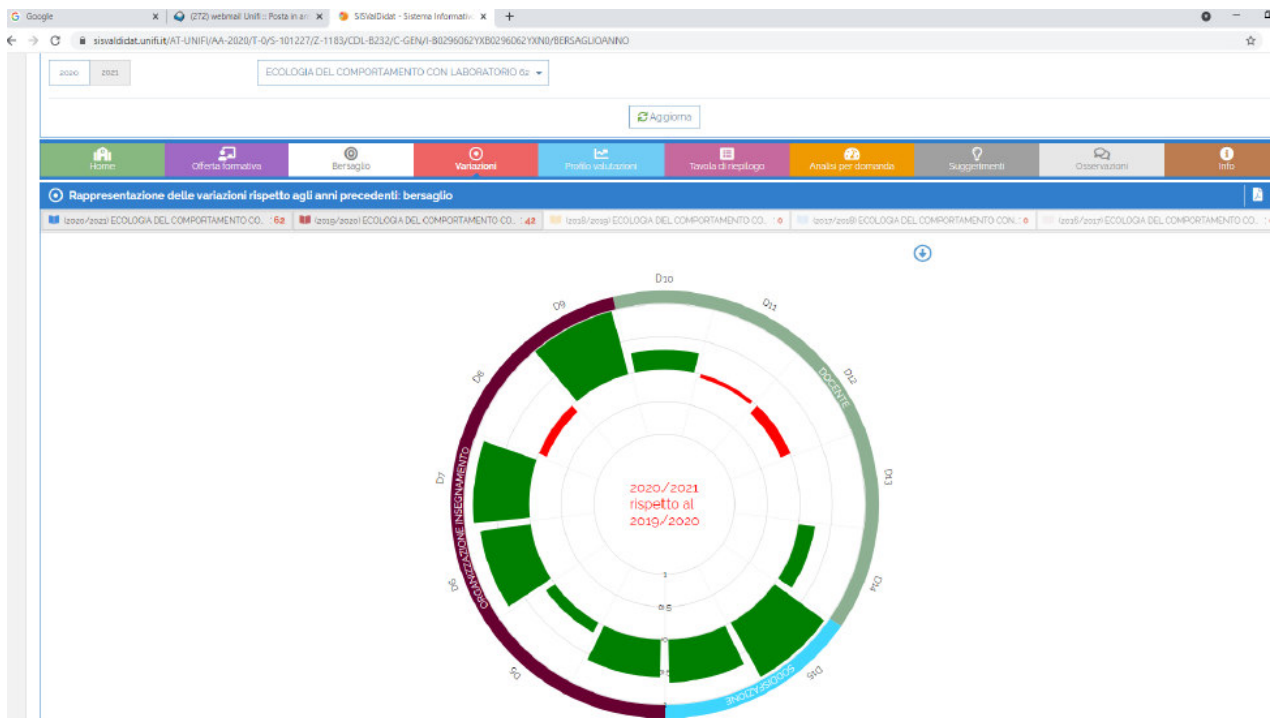 Google
(272) webmail Unifi:: Posta in arr
SISValDidat - Sistema Informativo
sisvaldidat.unifi.it/AT-UNIFI/AA-2020/T-0/S-101227/Z-1183/CDL-B232/C-GEN/I-B0296062YXB0296062YXN0/BERSAGLIOANNO
2020 2021
ECOLOGIA DEL COMPORTAMENTO CON LABORATORIO 62
Aggiorna
Home
Offerta formativa
Bersaglio
Variazioni
Profilo valutazioni
Tavola di riepilogo
Analisi per domanda
Suggerimenti
Osservazioni
Info
Rappresentazione delle variazioni rispetto agli anni precedenti: bersaglio
(2020/2021) ECOLOGIA DEL COMPORTAMENTO CO... : 62
(2019/2020) ECOLOGIA DEL COMPORTAMENTO CO... : 42
(2018/2019) ECOLOGIA DEL COMPORTAMENTO CO... : 0
(2017/2018) ECOLOGIA DEL COMPORTAMENTO CON... : 0
(2016/2017) ECOLOGIA DEL COMPORTAMENTO CO... :
D10
D9
D11
D8
D12
DOCENTE
D7
D13
ORGANIZZAZIONE INSEGNAMENTO
2020/2021
rispetto al
2019/2020
1
0.5
0
D6
D14
D5
D15
SODDISFAZIONE